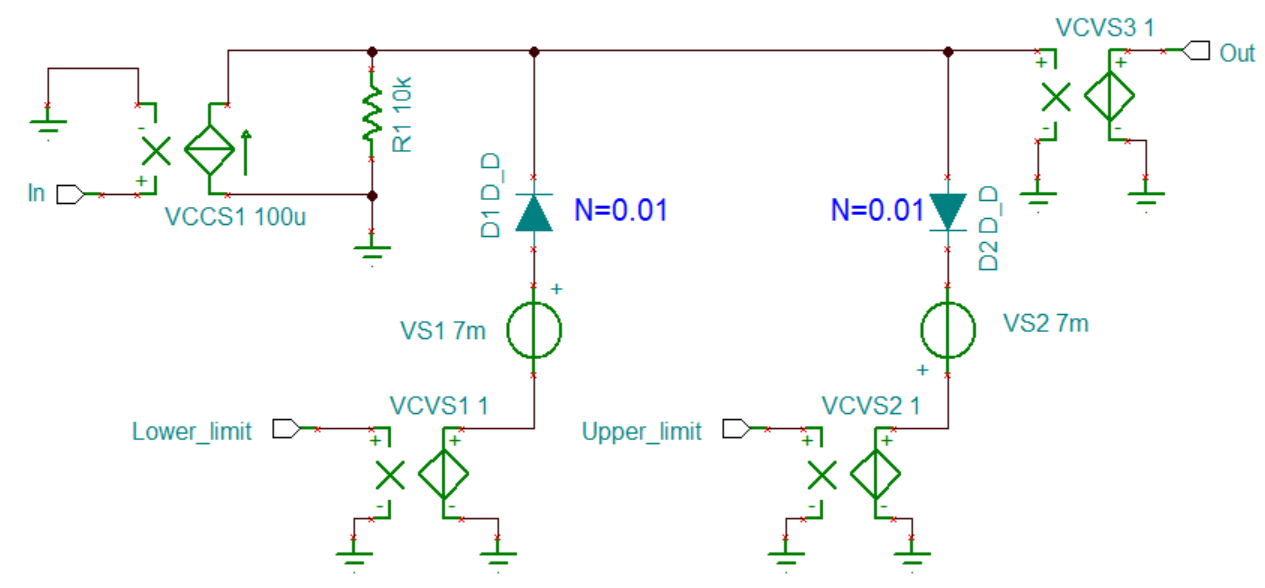 VCVS3 1
+
+
Out
-
-
-
+
In
VCCS1 100u
R1 10k
D1 D_D
N=0.01
N=0.01
D2 D_D
+
VS1 7m
VS2 7m
+
VCVS1 1
VCVS2 1
Lower_limit
+
+
-
-
Upper_limit
+
+
-
-